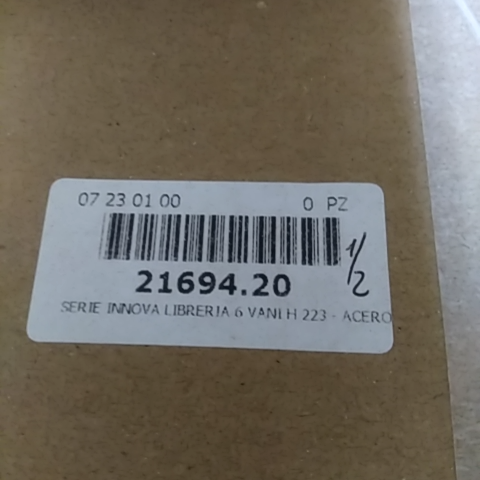 07 23 01 00 0 PZ
21694.20
1/2
SERIE INNOVA LIBRERIA 6 VANI H 223 - ACERO